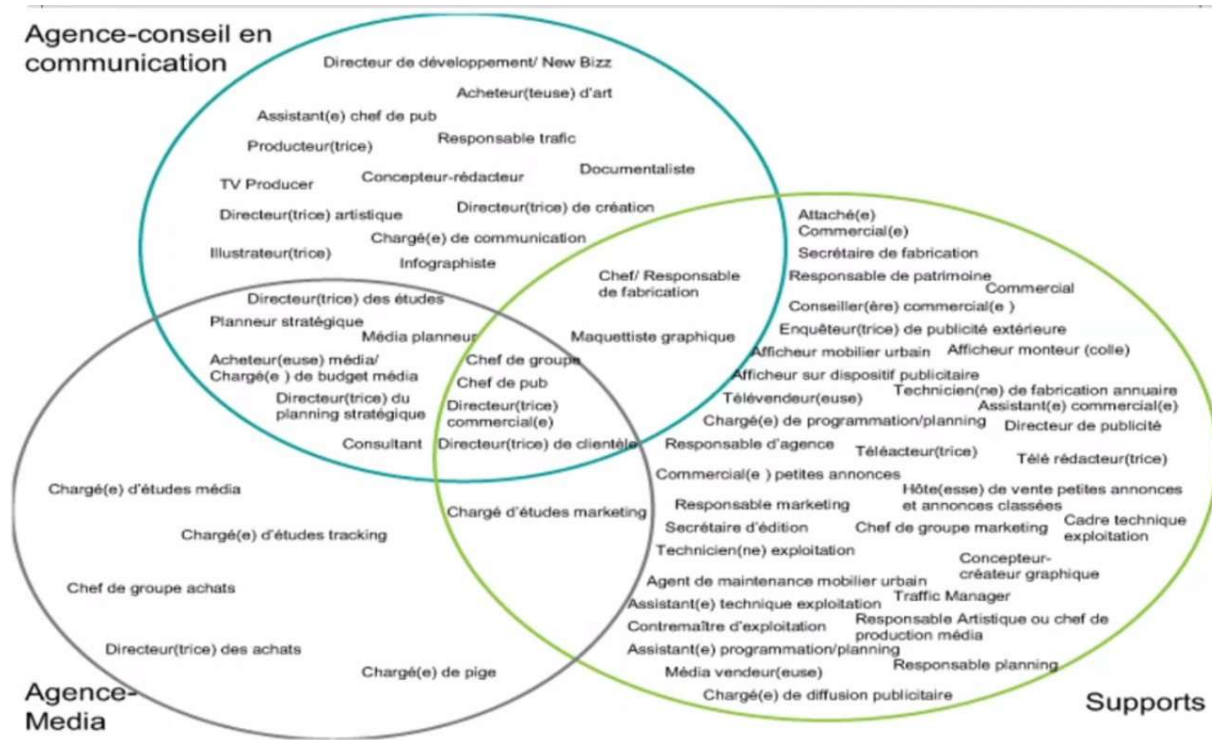 Agence-conseil en
communication
Directeur de développement/ New Bizz
Acheteur(teuse) d'art
Assistant(e) chef de pub
Responsable trafic
Producteur(trice)
Documentaliste
Concepteur-rédacteur
TV Producer
Directeur(trice) de création
Directeur(trice) artistique
Chargé(e) de communication
Illustrateur(trice)
Infographiste
Chef/ Responsable
de fabrication
Maquettiste graphique
Directeur(trice) des études
Planneur stratégique
Média planneur
Acheteur(euse) média/
Chargé(e ) de budget média
Directeur(trice) du
planning stratégique
Consultant
Chef de groupe
Chef de pub
Directeur(trice)
commercial(e)
Directeur(trice) de clientèle
Attaché(e)
Commercial(e)
Secrétaire de fabrication
Responsable de patrimoine
Commercial
Conseiller(ère) commercial(e )
Enquêteur(trice) de publicité extérieure
Afficheur mobilier urbain
Afficheur monteur (colle)
Afficheur sur dispositif publicitaire
Technicien(ne) de fabrication annuaire
Télévendeur(euse)
Assistant(e) commercial(e)
Chargé(e) de programmation/planning
Directeur de publicité
Responsable d'agence
Téléacteur(trice)
Télé rédacteur(trice)
Commercial(e ) petites annonces
Hôte(esse) de vente petites annonces
et annonces classées
Responsable marketing
Secrétaire d'édition
Chef de groupe marketing
Cadre technique
exploitation
Technicien(ne) exploitation
Concepteur-
créateur graphique
Agent de maintenance mobilier urbain
Traffic Manager
Assistant(e) technique exploitation
Responsable Artistique ou chef de
production média
Contremaître d'exploitation
Assistant(e) programmation/planning
Responsable planning
Média vendeur(euse)
Chargé(e) de diffusion publicitaire
Supports
Chargé d'études marketing
Chargé(e) d'études média
Chargé(e) d'études tracking
Chef de groupe achats
Directeur(trice) des achats
Chargé(e) de pige
Agence-
Media